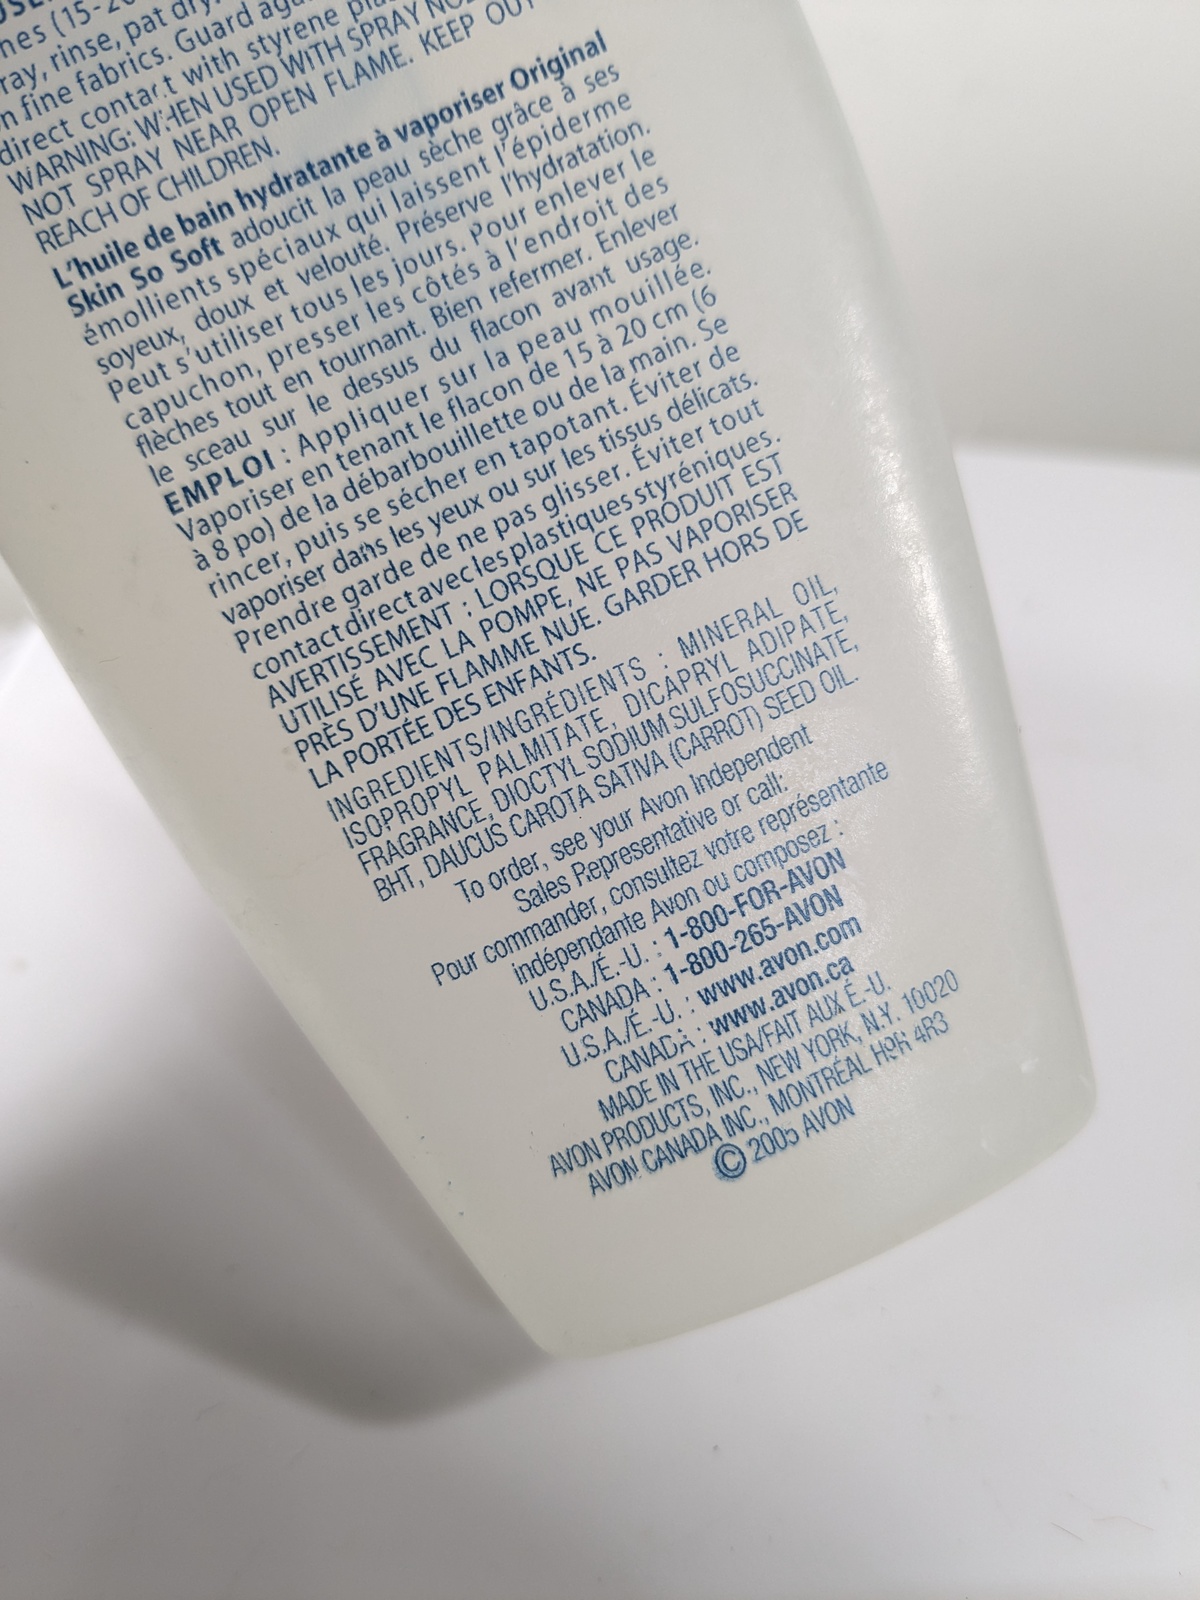 nes (15-20
ray, rinse, pat dry.
n fine fabrics. Guard
direct contact with styrene
WARNING: WHEN USED WITH SPRAY
NOT SPRAY NEAR OPEN FLAME. KEEP OUT
REACH OF CHILDREN.
L'huile de bain hydratante à vaporiser Original
Skin So Soft adoucit la peau sèche grâce à ses
émollients spéciaux qui laissent l'épiderme
soyeux, doux et velouté. Préserve l'hydratation.
Peut s'utiliser tous les jours. Pour enlever le
capuchon, presser les côtés à l'endroit des
flèches tout en tournant. Bien refermer. Enlever
le sceau sur le dessus du flacon avant usage.
EMPLOI : Appliquer sur la peau mouillée.
Vaporiser en tenant le flacon de 15 à 20 cm (6
à 8 po) de la débarbouillette ou de la main. Se
rincer, puis se sécher en tapotant. Éviter de
vaporiser dans les yeux ou sur les tissus délicats.
Prendre garde de ne pas glisser. Éviter tout
contact direct avec les plastiques styréniques.
AVERTISSEMENT : LORSQUE CE PRODUIT EST
UTILISÉ AVEC LA POMPE, NE PAS VAPORISER
PRÈS D'UNE FLAMME NUE. GARDER HORS DE
LA PORTÉE DES ENFANTS.
INGREDIENTS/INGRÉDIENTS : MINERAL OIL,
ISOPROPYL PALMITATE, DICAPRYL ADIPATE,
FRAGRANCE, DIOCTYL SODIUM SULFOSUCCINATE,
BHT, DAUCUS CAROTA SATIVA (CARROT) SEED OIL.
To order, see your Avon Independent
Sales Representative or call:
Pour commander, consultez votre représentante
indépendante Avon ou composez :
U.S.A./É.-U. : 1-800-FOR-AVON
CANADA : 1-800-265-AVON
U.S.A./É.-U. : www.avon.com
CANADA : www.avon.ca
MADE IN THE USA/FAIT AUX É.-U.
AVON PRODUCTS, INC., NEW YORK, N.Y. 10020
AVON CANADA INC., MONTRÉAL H9R 4R3
© 2005 AVON